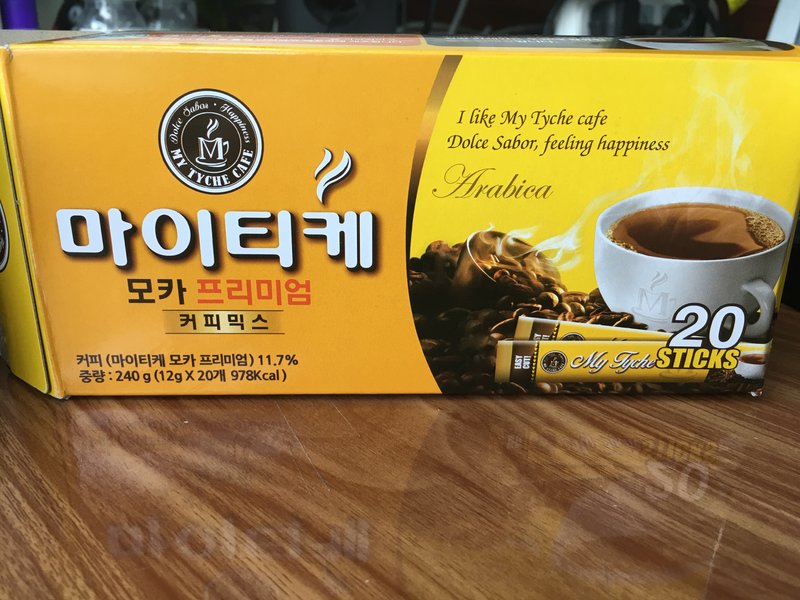 Dolce Sabor · Happiness
M
MY TYCHE CAFE
마이티케
모카 프리미엄
커피믹스
커피 (마이티케 모카 프리미엄) 11.7%
중량 : 240 g (12g X 20개 978Kcal)
I like My Tyche cafe
Dolce Sabor, feeling happiness
Arabica
M
20
STICKS
EASY CUT!
My Tyche